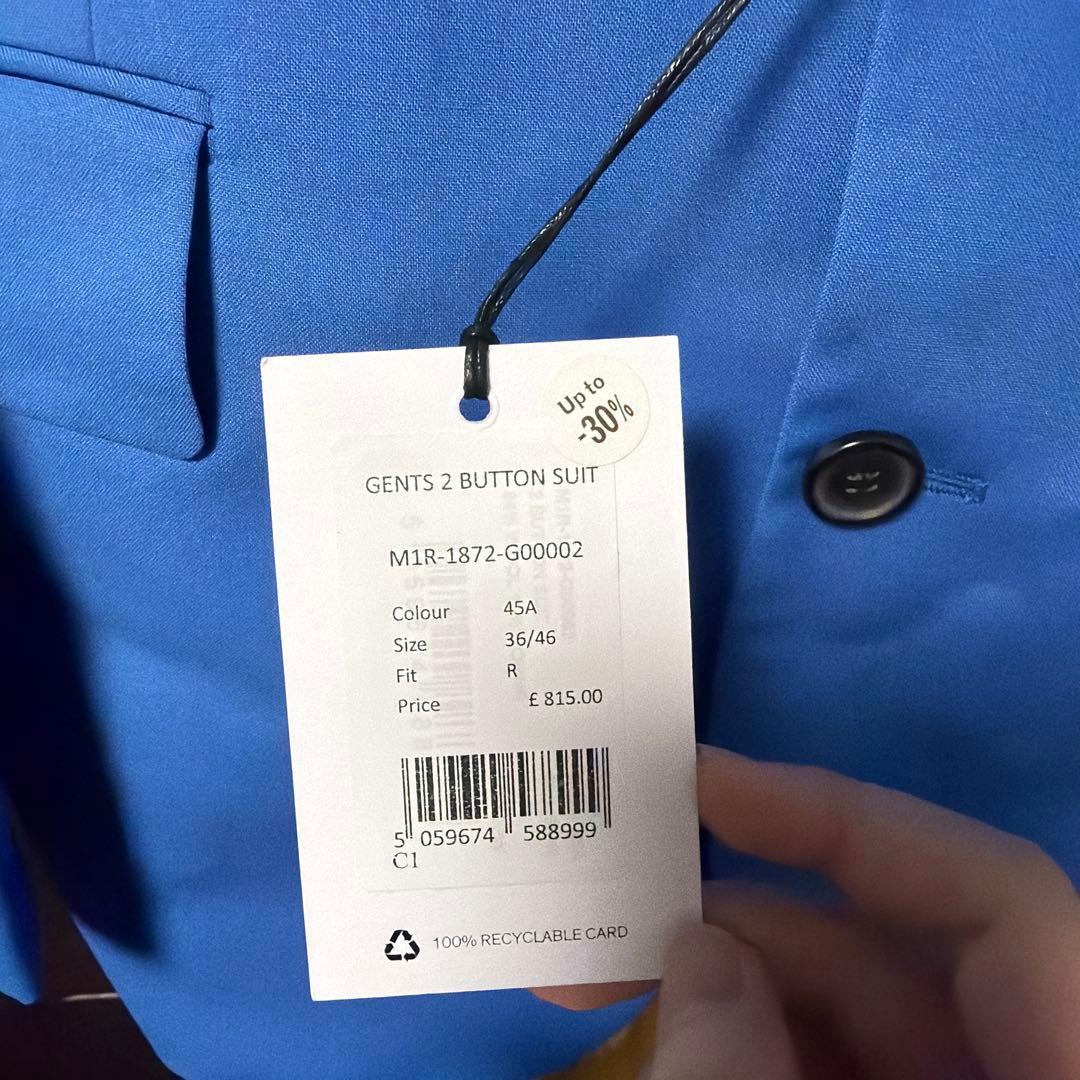 Up to
-30%
GENTS 2 BUTTON SUIT
M1R-1872-G00002
Colour 45A
Size 36/46
Fit R
Price £ 815.00
5 059674 588999
C1
100% RECYCLABLE CARD